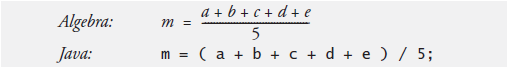 Algebra: m = a + b + c + d + e
5
Java: m = ( a + b + c + d + e ) / 5;